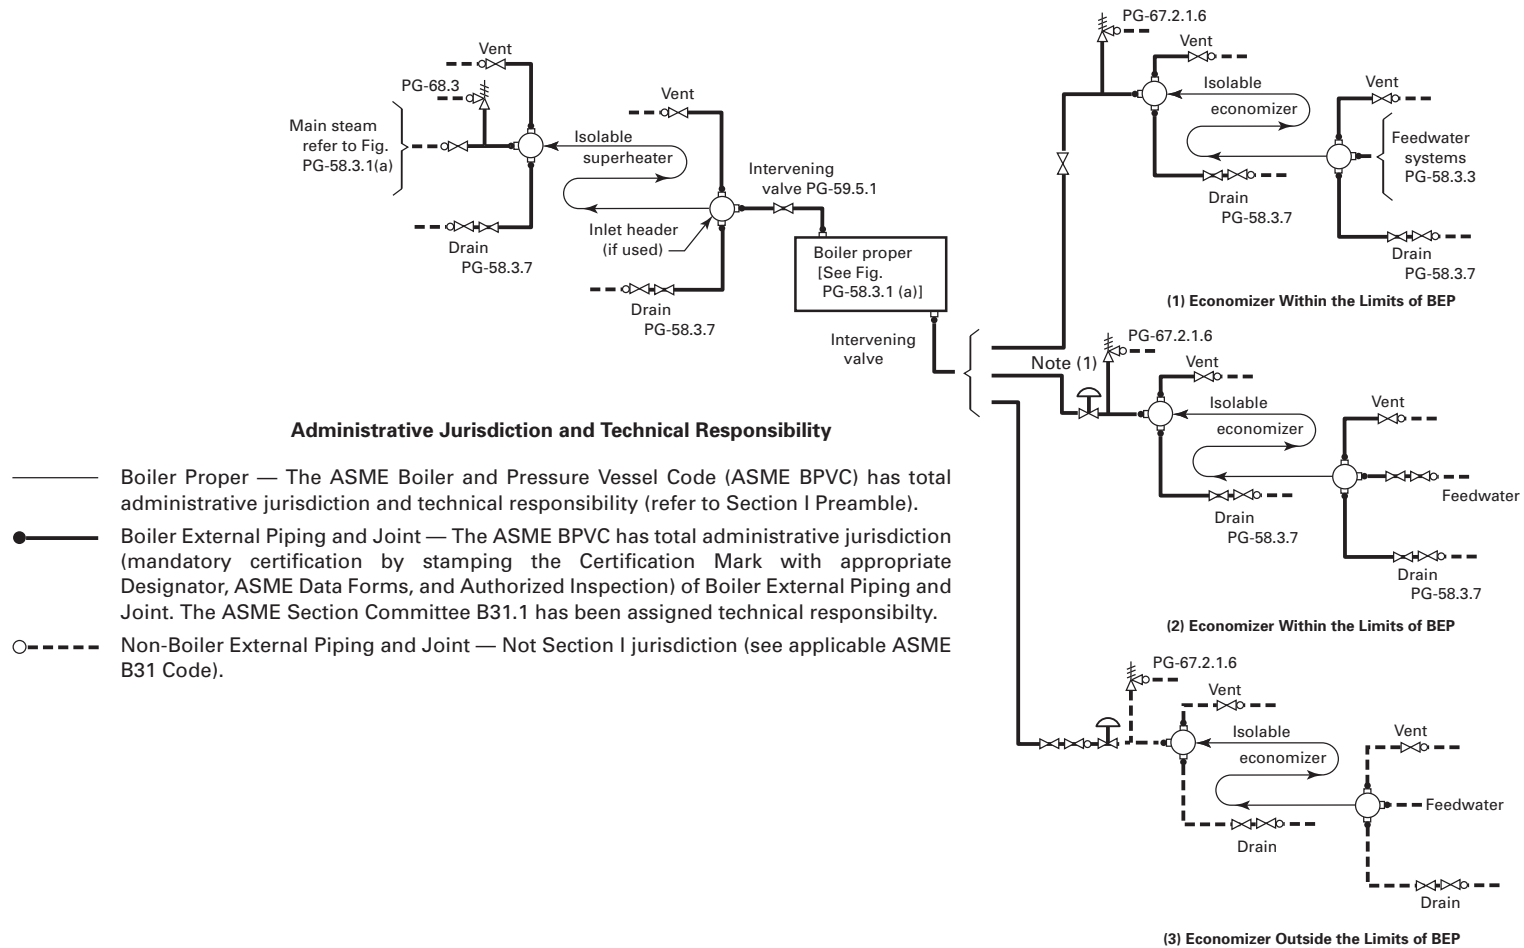 Vent
PG-68.3
Main steam
refer to Fig.
PG-58.3.1(a)
Isolable
superheater
Drain
PG-58.3.7
Vent
Inlet header
(if used)
Drain
PG-58.3.7
Intervening
valve PG-59.5.1
Boiler proper
[See Fig.
PG-58.3.1 (a)]
Intervening
valve
PG-67.2.1.6
Vent
Isolable
economizer
Vent
Feedwater
systems
PG-58.3.3
Drain
PG-58.3.7
Drain
PG-58.3.7
(1) Economizer Within the Limits of BEP
Note (1)
PG-67.2.1.6
Vent
Isolable
economizer
Vent
Feedwater
Drain
PG-58.3.7
Drain
PG-58.3.7
(2) Economizer Within the Limits of BEP
PG-67.2.1.6
Vent
Isolable
economizer
Vent
Feedwater
Drain
Drain
(3) Economizer Outside the Limits of BEP
Administrative Jurisdiction and Technical Responsibility
Boiler Proper — The ASME Boiler and Pressure Vessel Code (ASME BPVC) has total
administrative jurisdiction and technical responsibility (refer to Section I Preamble).
Boiler External Piping and Joint — The ASME BPVC has total administrative jurisdiction
(mandatory certification by stamping the Certification Mark with appropriate
Designator, ASME Data Forms, and Authorized Inspection) of Boiler External Piping and
Joint. The ASME Section Committee B31.1 has been assigned technical responsibilty.
Non-Boiler External Piping and Joint — Not Section I jurisdiction (see applicable ASME
B31 Code).